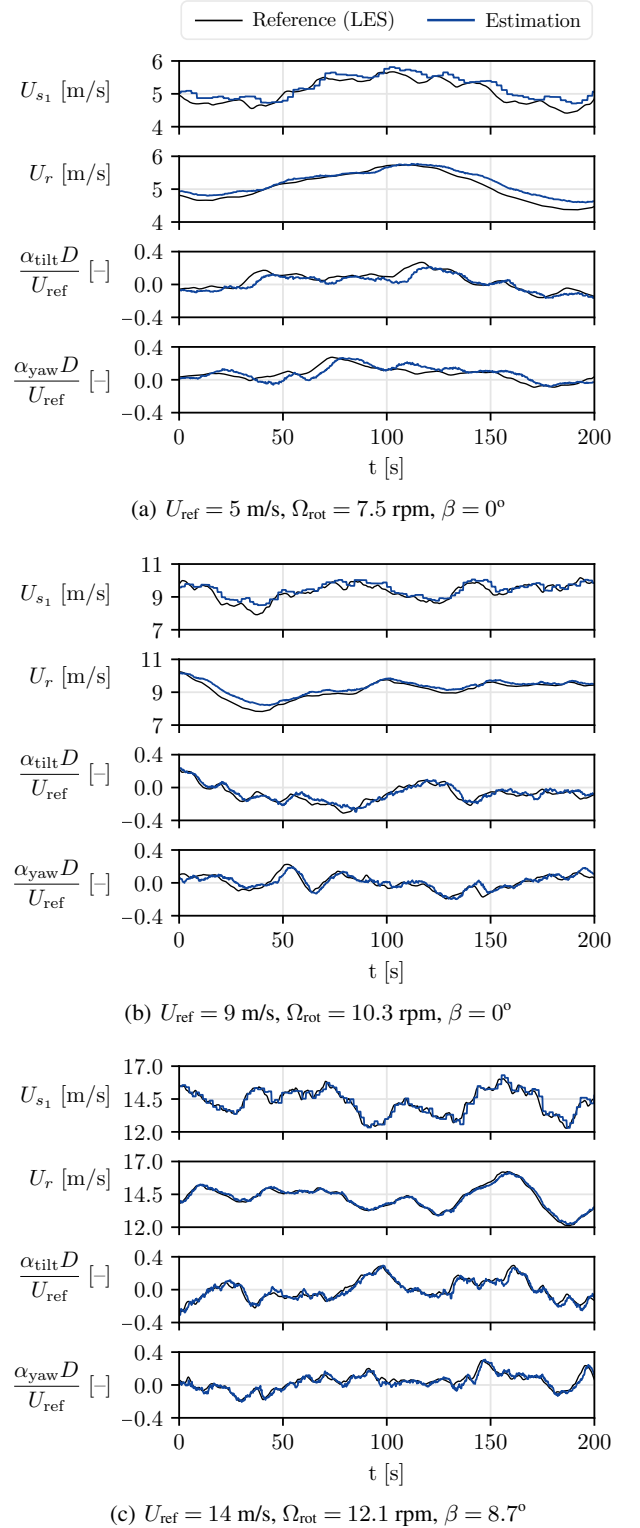 Reference (LES) Estimation
6
U_{s_1} [m/s] 5
4
6
U_r [m/s] 5
4
0.4
α_tilt D / U_ref [–] 0.0
−0.4
0.4
α_yaw D / U_ref [–] 0.0
−0.4
0 50 100 150 200
t [s]
(a) U_ref = 5 m/s, Ω_rot = 7.5 rpm, β = 0°
11
U_{s_1} [m/s] 9
7
11
U_r [m/s] 9
7
0.4
α_tilt D / U_ref [–] 0.0
−0.4
0.4
α_yaw D / U_ref [–] 0.0
−0.4
0 50 100 150 200
t [s]
(b) U_ref = 9 m/s, Ω_rot = 10.3 rpm, β = 0°
17.0
U_{s_1} [m/s] 14.5
12.0
17.0
U_r [m/s] 14.5
12.0
0.4
α_tilt D / U_ref [–] 0.0
−0.4
0.4
α_yaw D / U_ref [–] 0.0
−0.4
0 50 100 150 200
t [s]
(c) U_ref = 14 m/s, Ω_rot = 12.1 rpm, β = 8.7°